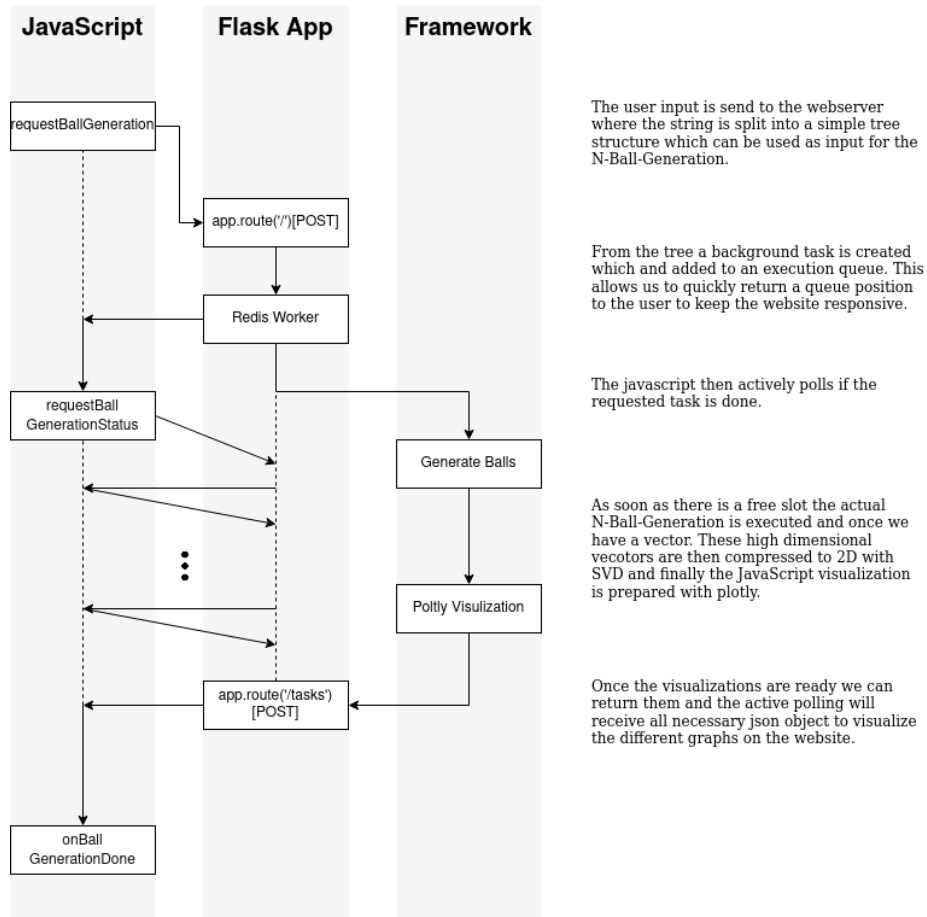 JavaScript
Flask App
Framework
requestBallGeneration
The user input is send to the webserver
where the string is split into a simple tree
structure which can be used as input for the
N-Ball-Generation.
app.route('/')[POST]
From the tree a background task is created
which and added to an execution queue. This
allows us to quickly return a queue position
to the user to keep the website responsive.
Redis Worker
The javascript then actively polls if the
requested task is done.
requestBall
GenerationStatus
Generate Balls
As soon as there is a free slot the actual
N-Ball-Generation is executed and once we
have a vector. These high dimensional
vecotors are then compressed to 2D with
SVD and finally the JavaScript visualization
is prepared with plotly.
Poltly Visulization
app.route('/tasks')
[POST]
Once the visualizations are ready we can
return them and the active polling will
receive all necessary json object to visualize
the different graphs on the website.
onBall
GenerationDone